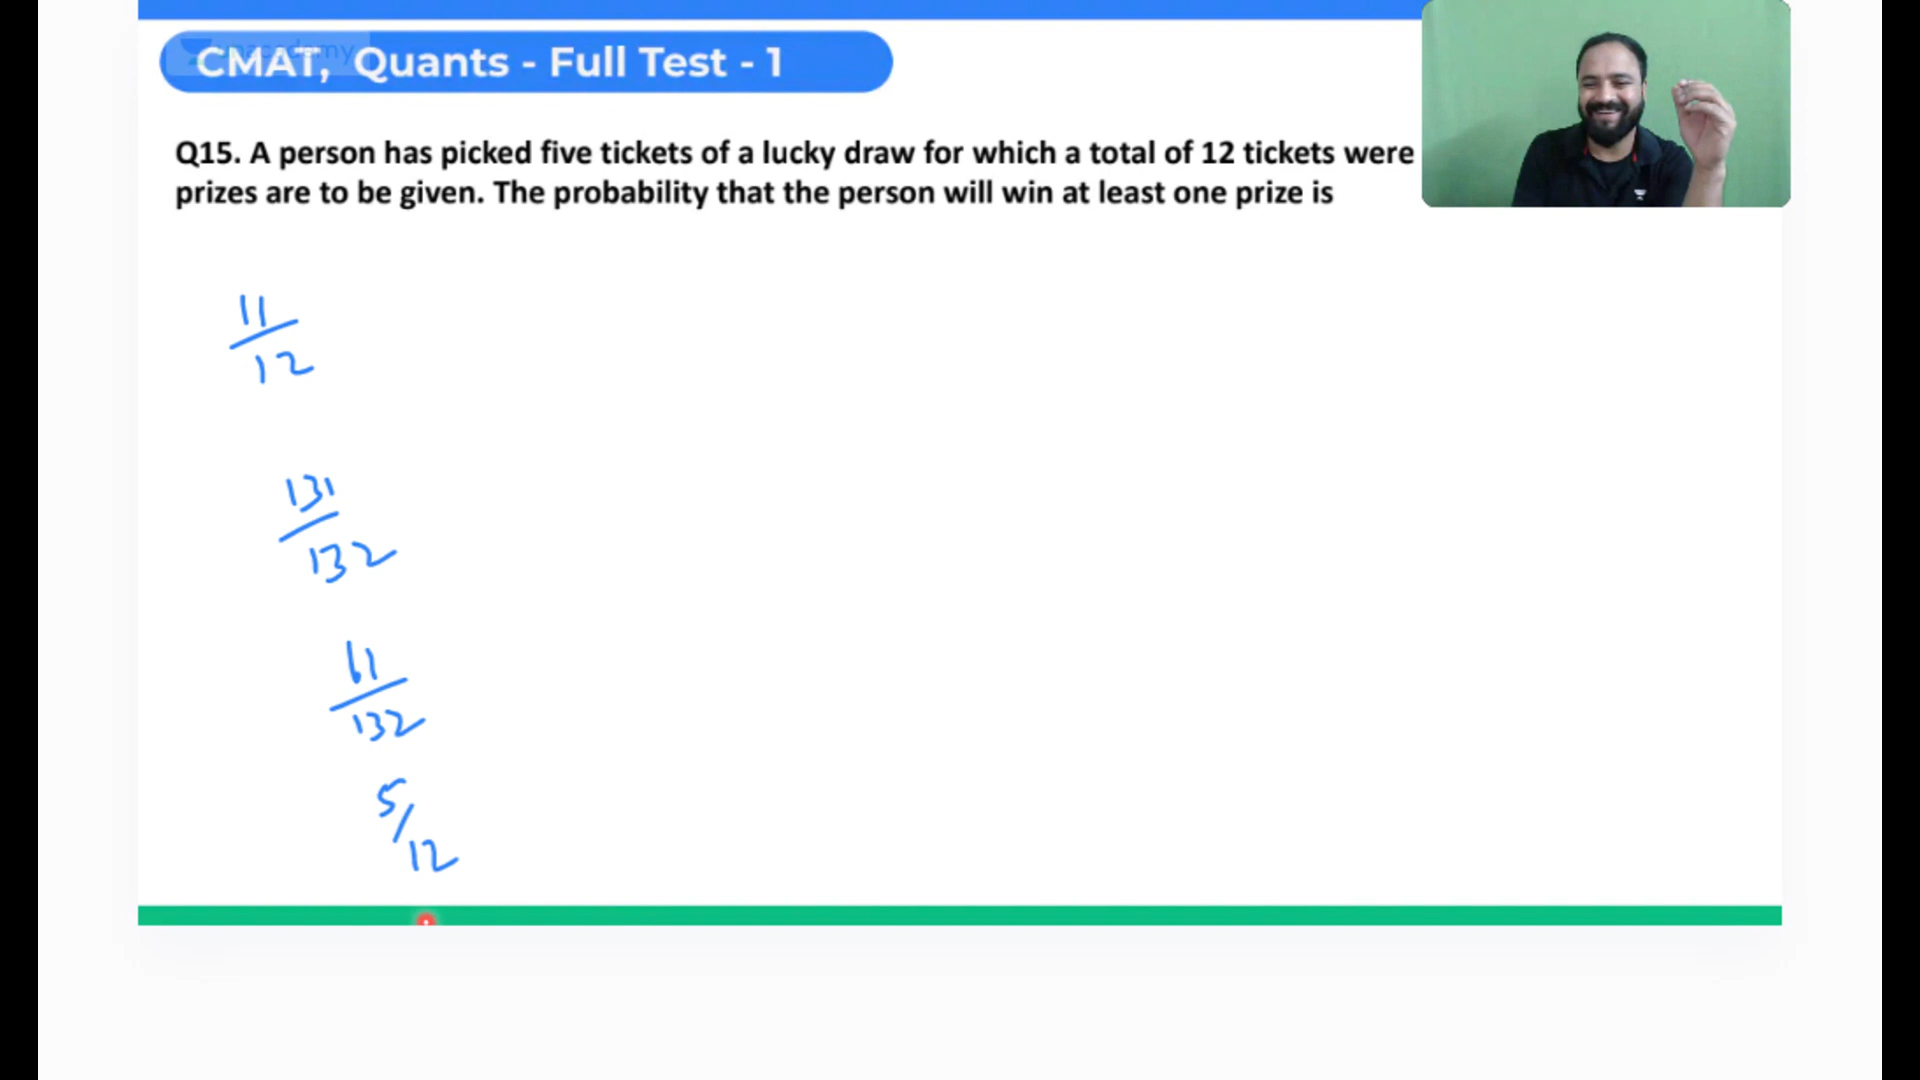 CMAT, Quants - Full Test - 1
Q15. A person has picked five tickets of a lucky draw for which a total of 12 tickets were
prizes are to be given. The probability that the person will win at least one prize is
11
12
131
132
61
132
5/12